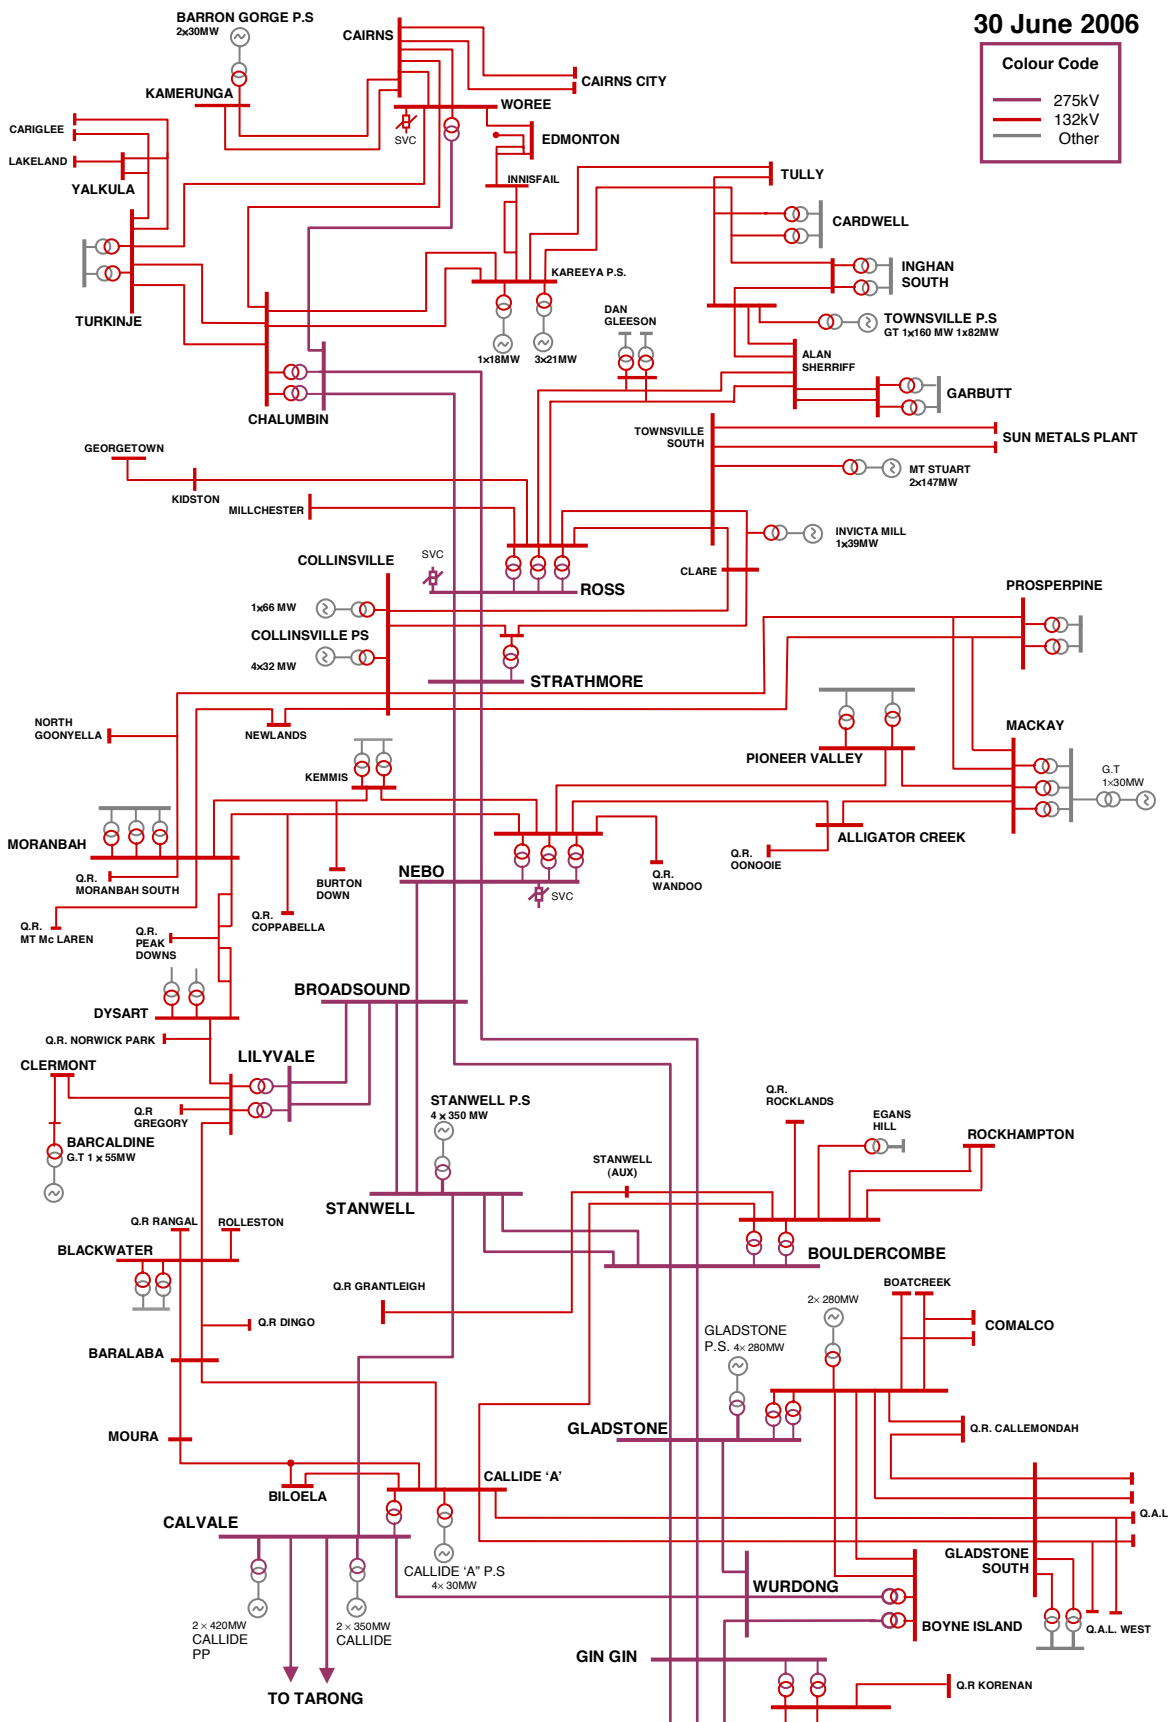 30 June 2006
Colour Code
275kV
132kV
Other
BARRON GORGE P.S
2x30MW
CAIRNS
CAIRNS CITY
KAMERUNGA
WOREE
SVC
EDMONTON
CARIGLEE
LAKELAND
YALKULA
INNISFAIL
TULLY
CARDWELL
INGHAN
SOUTH
KAREEYA P.S.
TURKINJE
DAN
GLEESON
TOWNSVILLE P.S
GT 1x160 MW 1x82MW
1x18MW
3x21MW
ALAN
SHERRIFF
GARBUTT
CHALUMBIN
TOWNSVILLE
SOUTH
SUN METALS PLANT
GEORGETOWN
KIDSTON
MT STUART
2x147MW
MILLCHESTER
INVICTA MILL
1x39MW
SVC
COLLINSVILLE
CLARE
ROSS
PROSPERPINE
1x66 MW
COLLINSVILLE PS
4x32 MW
STRATHMORE
NORTH
GOONYELLA
NEWLANDS
MACKAY
PIONEER VALLEY
KEMMIS
G.T
1x30MW
MORANBAH
ALLIGATOR CREEK
Q.R.
OONOOIE
Q.R.
MORANBAH SOUTH
BURTON
DOWN
NEBO
SVC
Q.R.
WANDOO
Q.R.
MT Mc LAREN
Q.R.
PEAK
DOWNS
Q.R.
COPPABELLA
BROADSOUND
DYSART
Q.R. NORWICK PARK
CLERMONT
LILYVALE
Q.R
GREGORY
STANWELL P.S
4 x 350 MW
Q.R.
ROCKLANDS
EGANS
HILL
ROCKHAMPTON
BARCALDINE
G.T 1 x 55MW
STANWELL
(AUX)
STANWELL
Q.R RANGAL
ROLLESTON
BLACKWATER
BOULDERCOMBE
Q.R GRANTLEIGH
BOATCREEK
2x 280MW
COMALCO
Q.R DINGO
GLADSTONE
P.S. 4x 280MW
BARALABA
GLADSTONE
Q.R. CALLEMONDAH
MOURA
CALLIDE ‘A’
BILOELA
Q.A.L
CALVALE
GLADSTONE
SOUTH
CALLIDE ‘A” P.S
4x 30MW
WURDONG
BOYNE ISLAND
Q.A.L. WEST
2 x 420MW
CALLIDE
PP
2 x 350MW
CALLIDE
GIN GIN
Q.R KORENAN
TO TARONG